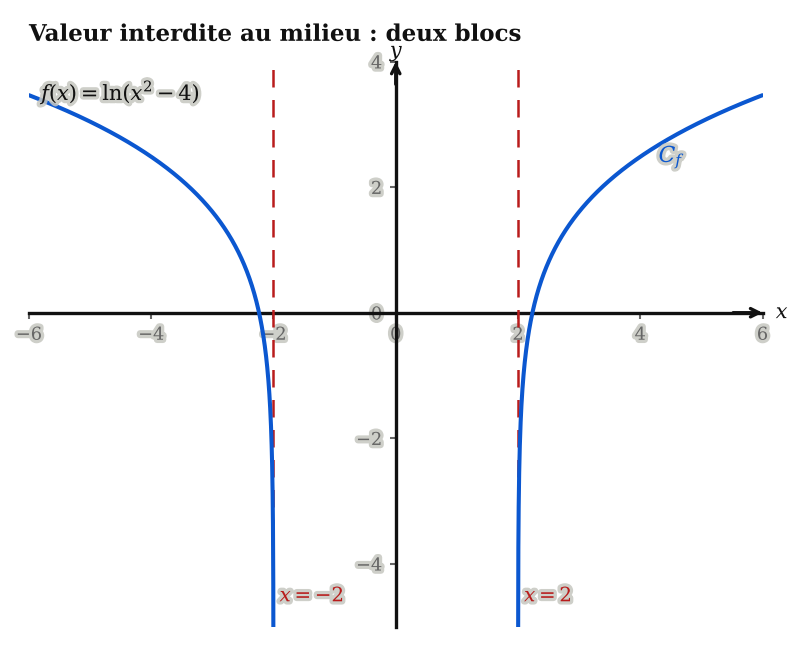 Valeur interdite au milieu : deux blocs
y
4
f(x) = ln(x² − 4)
C_f
2
0
x
−6
−4
−2
0
2
4
6
−2
−4
x = −2
x = 2